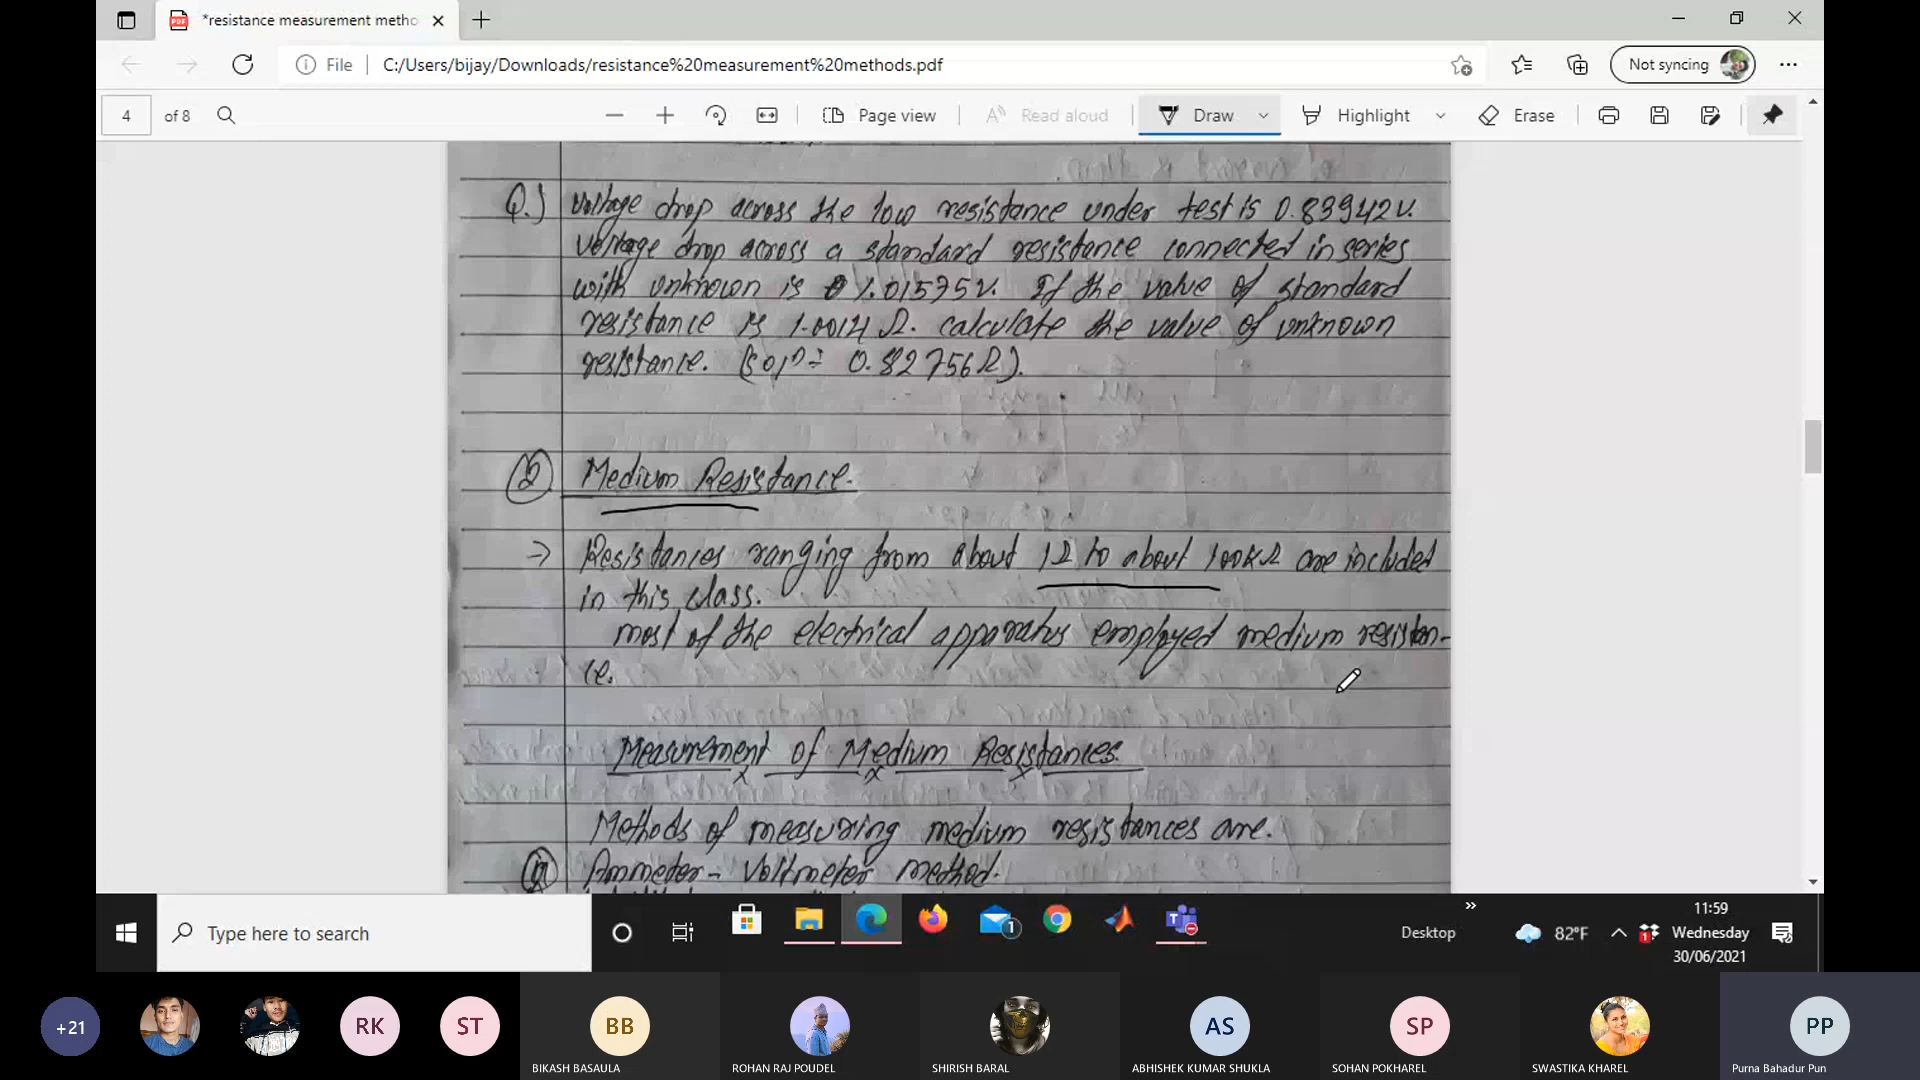 *resistance measurement metho
File
C:/Users/bijay/Downloads/resistance%20measurement%20methods.pdf
Not syncing
4 of 8
Page view
Read aloud
Draw
Highlight
Erase
Q.) Voltage drop across the low resistance under test is 0.83942V.
Voltage drop across a standard resistance connected in series
with unknown is 1.01575V. If the value of standard
resistance is 1.0014 Ω. calculate the value of unknown
resistance. (sol^n ÷ 0.82756Ω).
② Medium Resistance.
→ Resistances ranging from about 1Ω to about 100KΩ are included
in this class.
most of the electrical apparatus employed medium resistan-
ce.
Measurement of Medium Resistances.
Methods of measuring medium resistances are.
Ammeter - Voltmeter method.
Type here to search
1
Desktop
82°F
1
11:59
Wednesday
30/06/2021
+21
RK
ST
BB
AS
SP
PP
BIKASH BASAULA
ROHAN RAJ POUDEL
SHIRISH BARAL
ABHISHEK KUMAR SHUKLA
SOHAN POKHAREL
SWASTIKA KHAREL
Purna Bahadur Pun